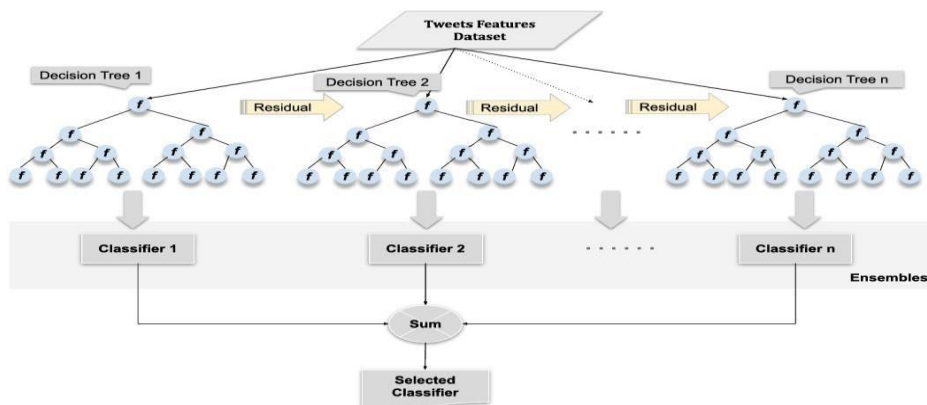 Tweets Features
Dataset
Decision Tree 1
Decision Tree 2
Decision Tree n
f Residual f Residual Residual f
f f f f f f
f f f f f f f f f f f f
f f f f f f f f f f f f f f f f f f f f f f f f
Classifier 1
Classifier 2
Classifier n
Ensembles
Sum
Selected
Classifier